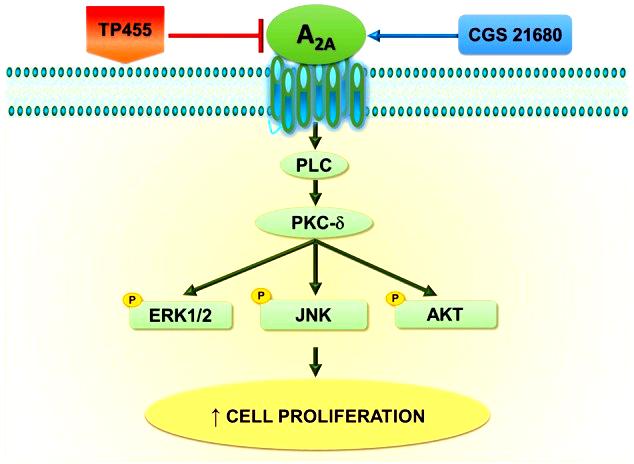 TP455
A2A
CGS 21680
PLC
PKC-δ
P
P
P
ERK1/2
JNK
AKT
↑ CELL PROLIFERATION